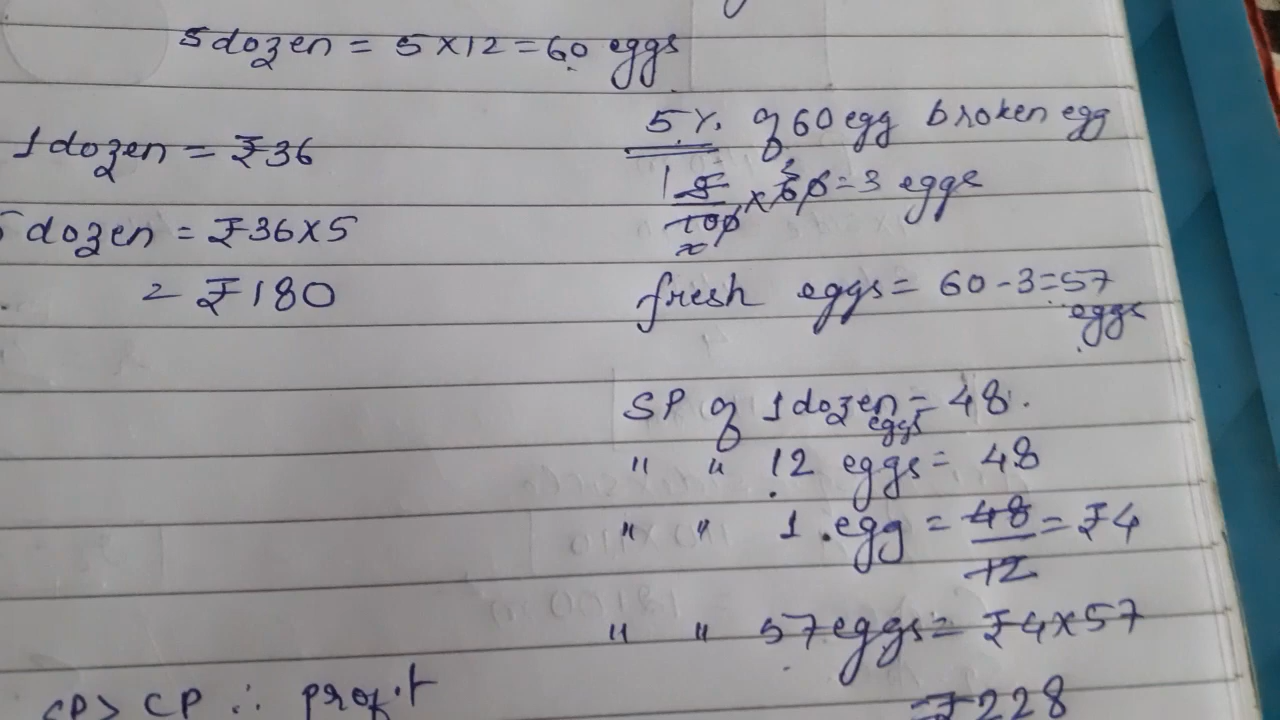 5 dozen = 5 × 12 = 60 eggs
1 dozen = ₹36
5 dozen = ₹36×5
= ₹180
5% of 60 egg broken egg
1 5/100 × 3 60 = 3 eggs
fresh eggs = 60 - 3 = 57
eggs
SP of 1 dozen = 48.
eggs
" " 12 eggs = 48
" " 1 egg = 48/12 = ₹4
" " 57 eggs = ₹4×57
= ₹228
SP > CP ∴ profit